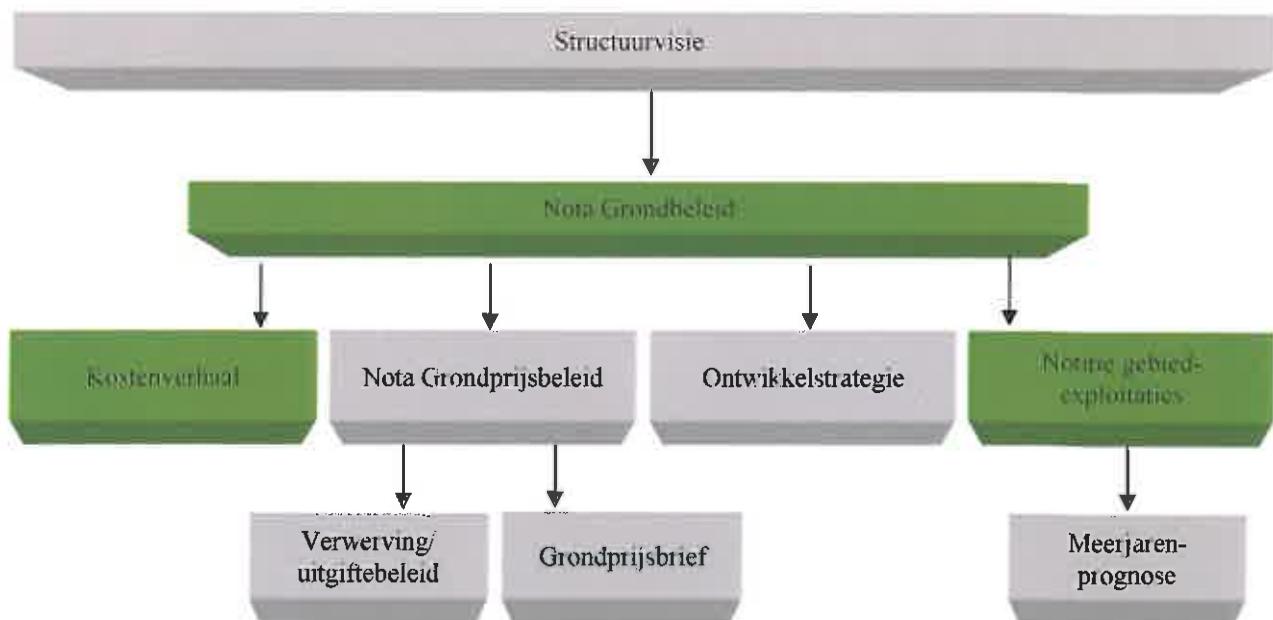 Structuurvisie
Nota Grondbeleid
Kostenverhaal
Nota Grondprijsbeleid
Ontwikkelstrategie
Notitie gebied-
exploitaties
Verwerving/
uitgiftebeleid
Grondprijsbrief
Meerjaren-
prognose